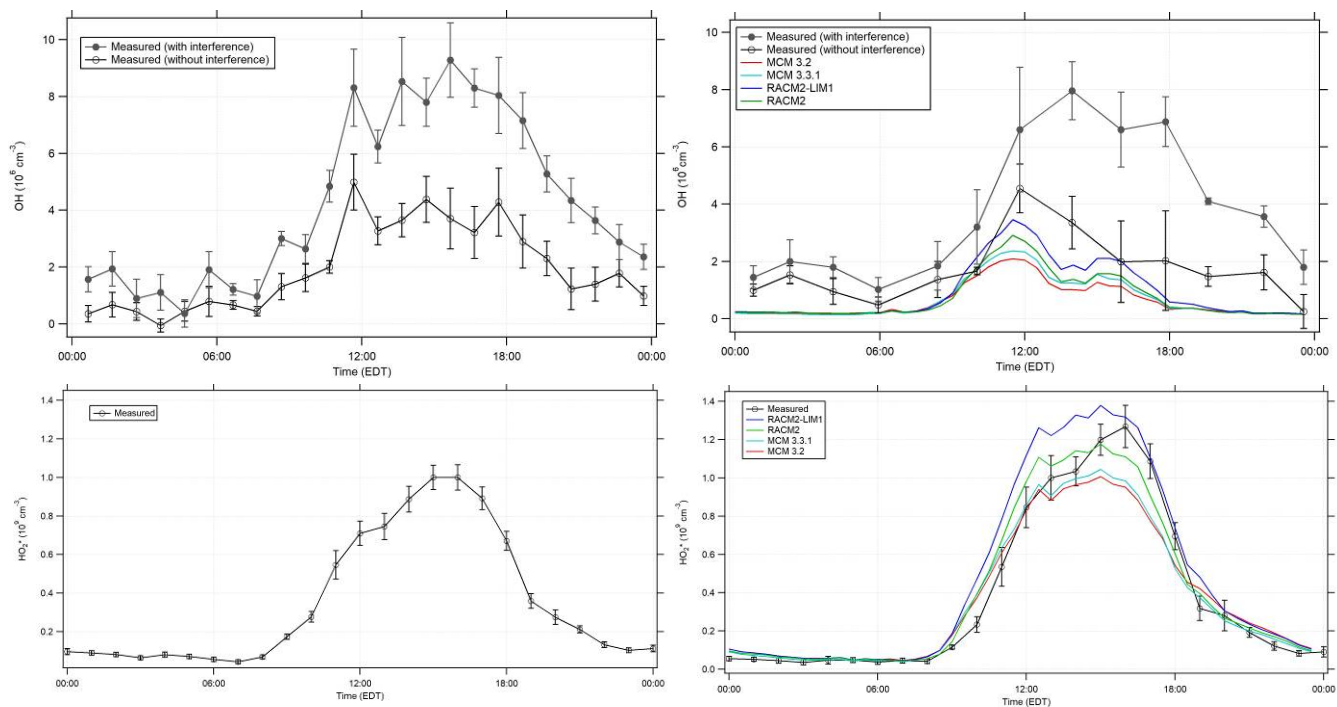 10
8
6
4
2
0
OH (10⁶ cm⁻³)
Measured (with interference)
Measured (without interference)
00:00 06:00 12:00 18:00 00:00
Time (EDT)
10
8
6
4
2
0
OH (10⁶ cm⁻³)
Measured (with interference)
Measured (without interference)
MCM 3.2
MCM 3.3.1
RACM2-LIM1
RACM2
00:00 06:00 12:00 18:00 00:00
Time (EDT)
1.4
1.2
1.0
0.8
0.6
0.4
0.2
HO₂* (10⁹ cm⁻³)
Measured
00:00 06:00 12:00 18:00 00:00
Time (EDT)
1.4
1.2
1.0
0.8
0.6
0.4
0.2
0.0
HO₂* (10⁹ cm⁻³)
Measured
RACM2-LIM1
RACM2
MCM 3.3.1
MCM 3.2
00:00 06:00 12:00 18:00 00:00
Time (EDT)